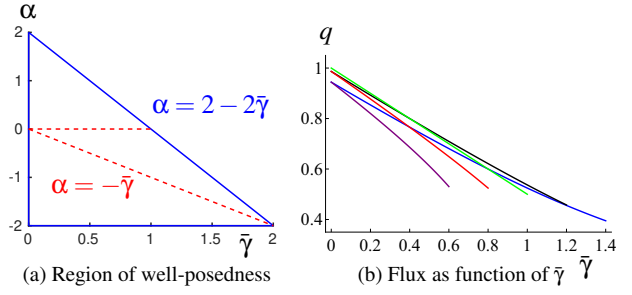 α
2
1
0
-1
-2
0
0.5
1
1.5
2
γ̄
α = 2 − 2γ̄
α = −γ̄
(a) Region of well-posedness
q
1
0.8
0.6
0.4
0
0.2
0.4
0.6
0.8
1
1.2
1.4
γ̄
(b) Flux as function of γ̄